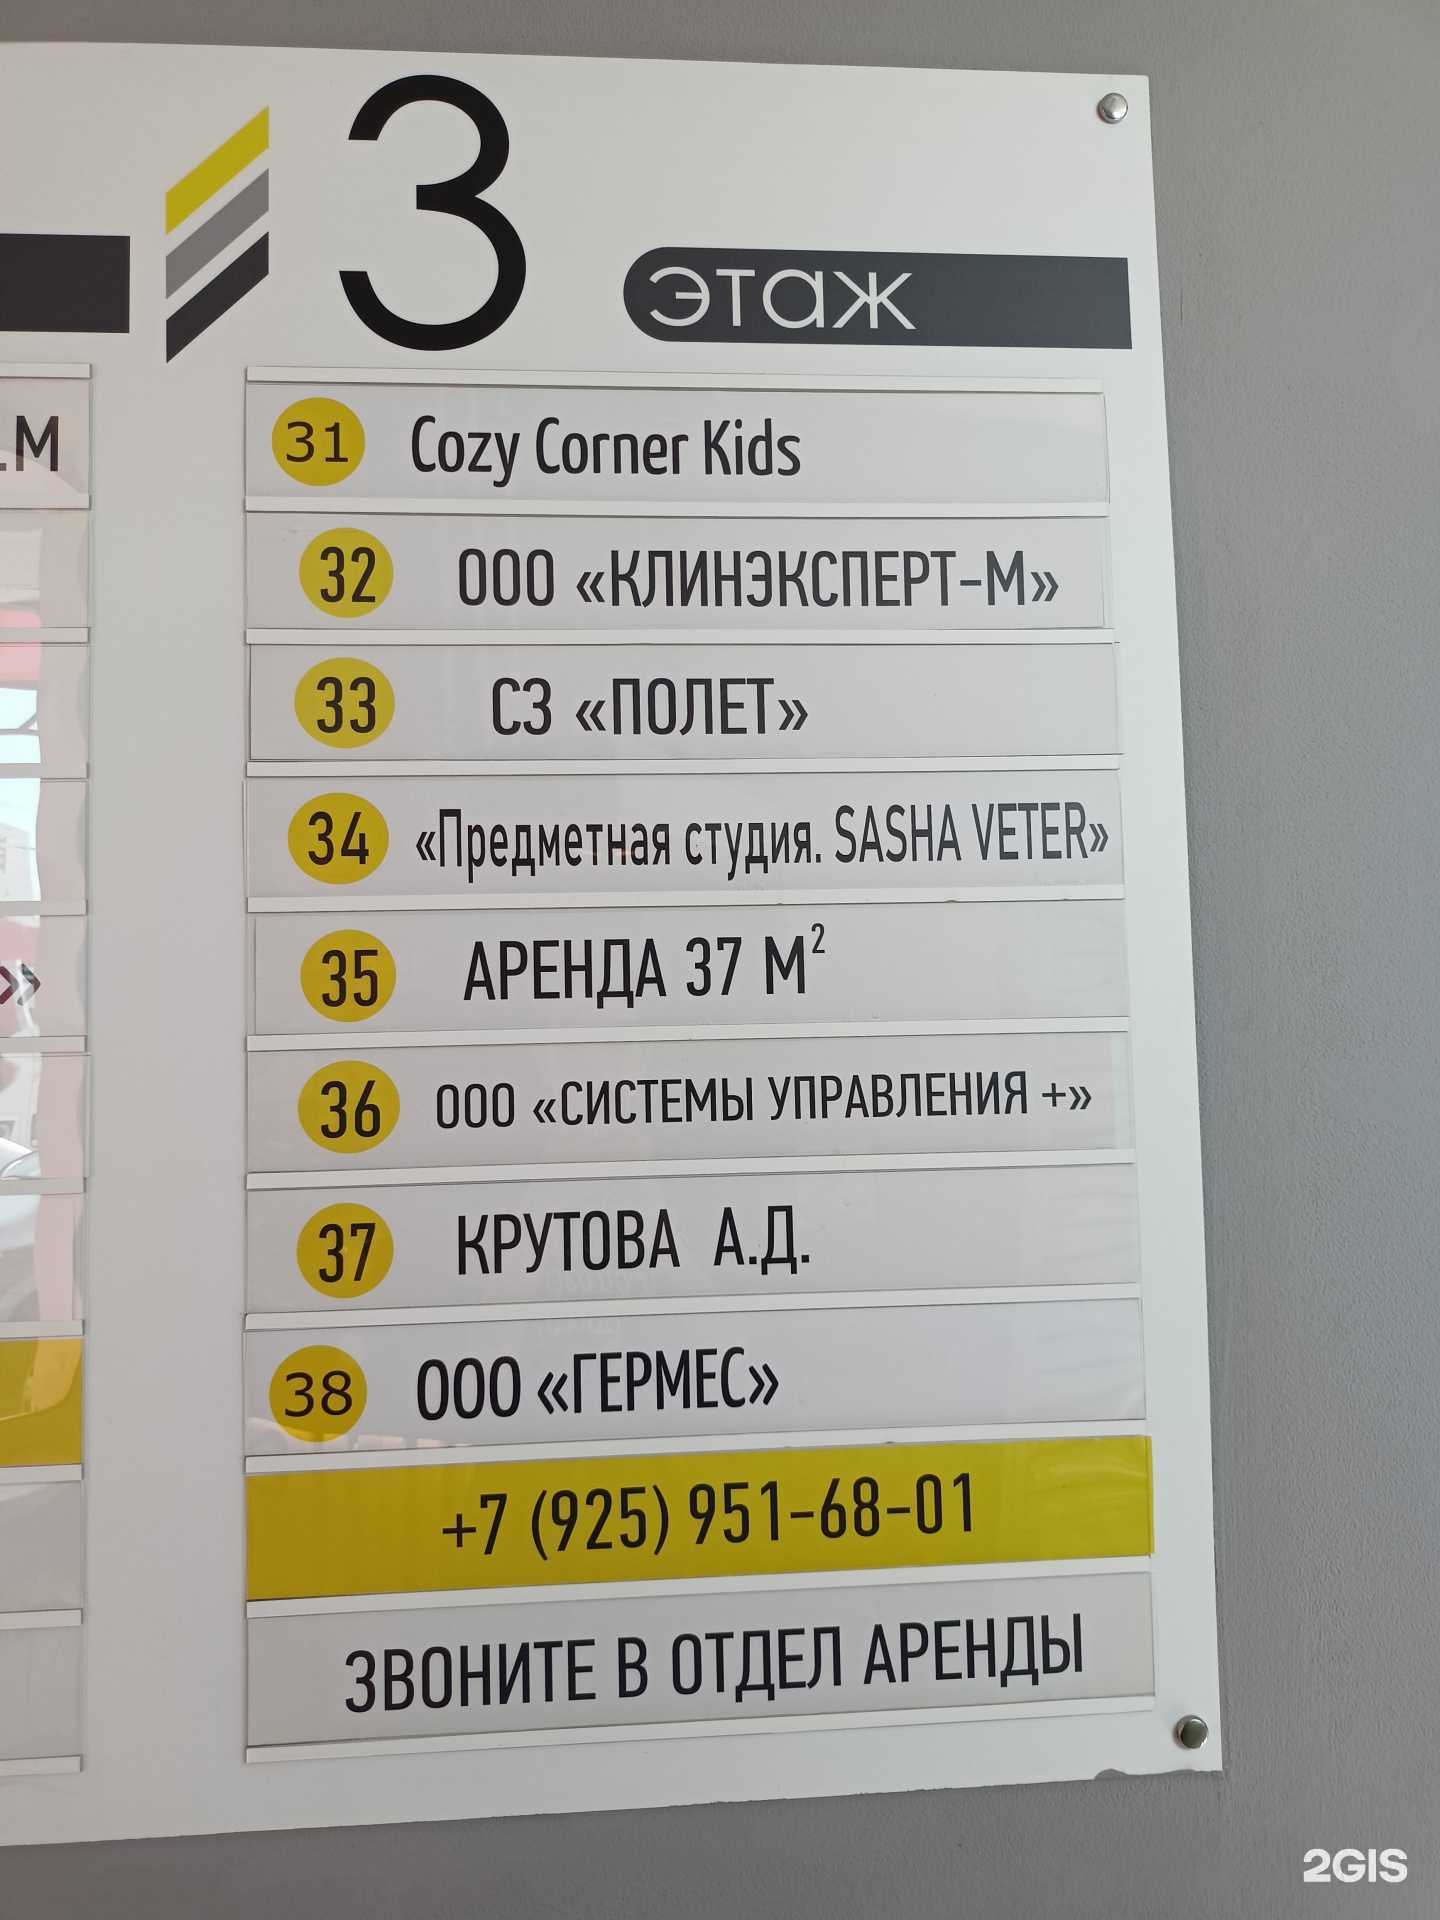 3
этаж
.М
31 Cozy Corner Kids
32 ООО «КЛИНЭКСПЕРТ-М»
33 СЗ «ПОЛЕТ»
34 «Предметная студия. SASHA VETER»
35 АРЕНДА 37 М²
»
36 ООО «СИСТЕМЫ УПРАВЛЕНИЯ +»
37 КРУТОВА А.Д.
38 ООО «ГЕРМЕС»
+7 (925) 951-68-01
ЗВОНИТЕ В ОТДЕЛ АРЕНДЫ
2GIS